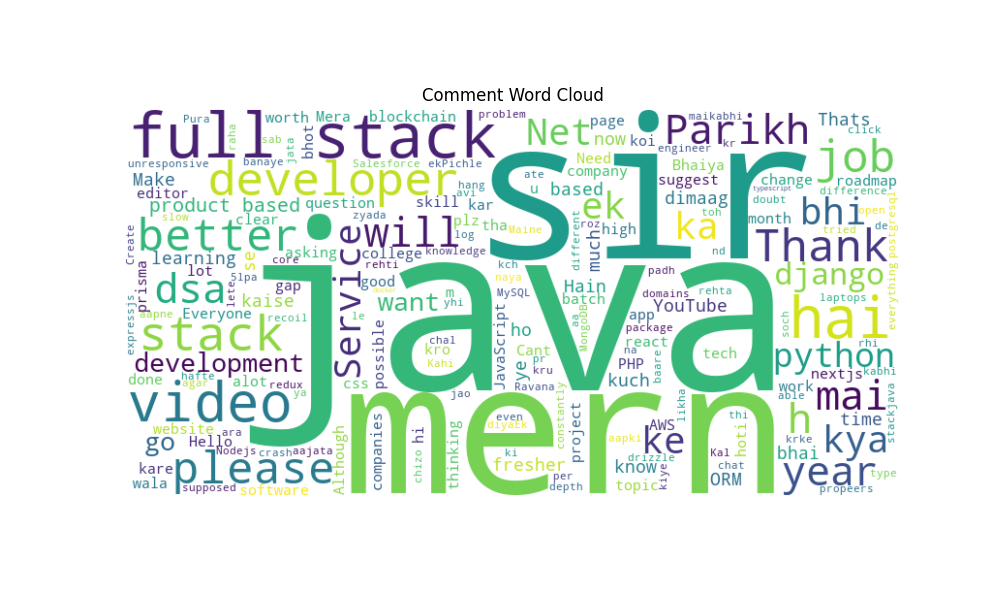 Comment Word Cloud
Pura
raha
sab
worth
Mera
blockchain
problem
maikabhi
Thats
click
full stack
jata
bhot
Net
page
now
koi
Parikh
kr
engineer
job
unresponsive
banaye
Salesforce
ekPichle
sir
Need
company
Bhaiya
typescript
difference
Make
editor
developer
hang
avi
ate
u
based
suggest
change
roadmap
doubt
product based
question
skill
kar
dimaag
month
bhi
open
slow
clear
zyada
plz
tha
Maine
ek
different
roz
much
high
ka
toh
tried
de
Create
better
asking
will
log
knowledge
nd
Thank
postgresql
everything
learning
se
core
college
rehti
kch
padh
prisma
lot
gap
Service
good
naya
Hain
batch
domains
rehta
django
dsa
lete
51lpa
kaise
want
m
yhi
MySQL
aa
MongoDB
YouTube
laptops
hai
expressjs
aapne
Everyone
recoil
le
java
JavaScript
ho
app
package
soch
rhi
stack
possible
chal
kro
Kahi
ye
Cant
pr
kru
react
na
PHP
baare
tech
python
kabhi
development
done
hafte
agar
alot
redux
ya
css
jao
Ravana
constantly
kuch
likha
nextjs
work
able
mai
stackjava
video
website
ara
Hello
Nodejs
crash
aajata
Although
companies
chizo
hi
diyatk
thinking
mern
even
ki
fresher
per
depth
project
aapki
know
topic
drizzle
kiye
AWS
ke
Kal
chat
ORM
thi
hoti
h
bhai
krke
time
kya
go
kare
wala
please
supposed
software
year
type
propeers